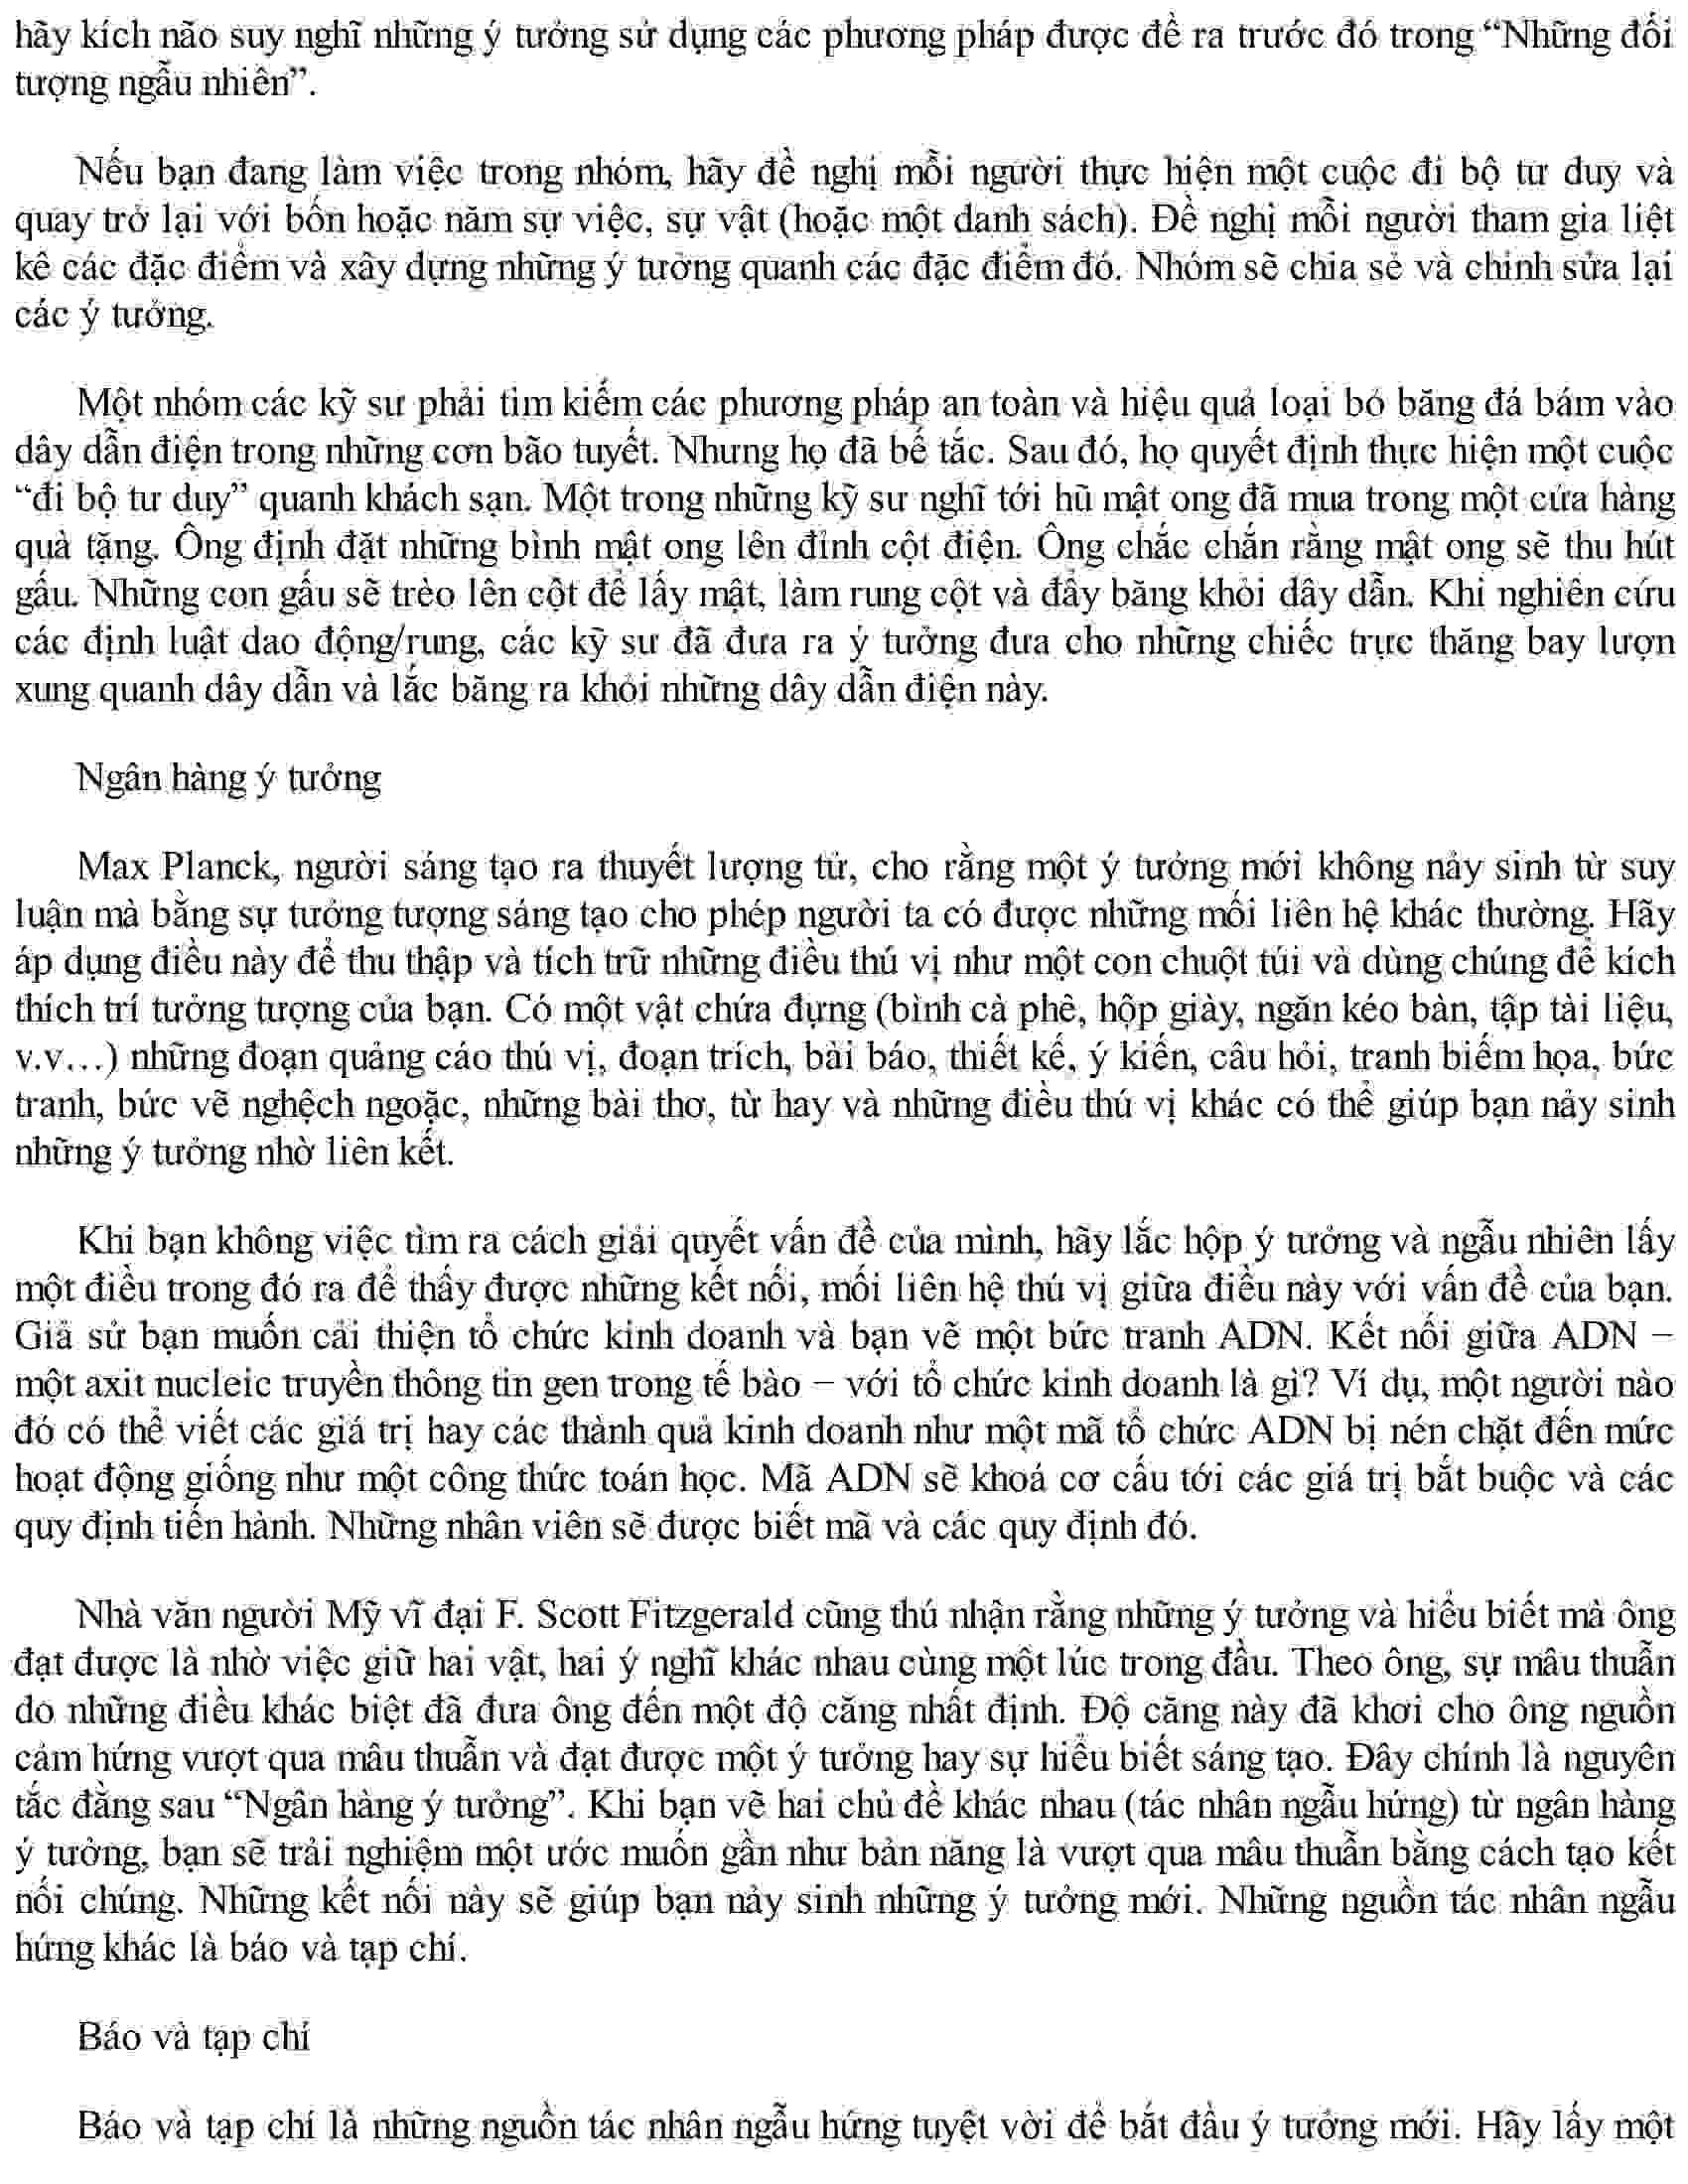 hãy kích não suy nghĩ những ý tưởng sử dụng các phương pháp được đề ra trước đó trong “Những đối
tượng ngẫu nhiên”.
Nếu bạn đang làm việc trong nhóm, hãy đề nghị mỗi người thực hiện một cuộc đi bộ tư duy và
quay trở lại với bốn hoặc năm sự việc, sự vật (hoặc một danh sách). Đề nghị mỗi người tham gia liệt
kê các đặc điểm và xây dựng những ý tưởng quanh các đặc điểm đó. Nhóm sẽ chia sẻ và chỉnh sửa lại
các ý tưởng.
Một nhóm các kỹ sư phải tìm kiếm các phương pháp an toàn và hiệu quả loại bỏ băng đá bám vào
dây dẫn điện trong những cơn bão tuyết. Nhưng họ đã bế tắc. Sau đó, họ quyết định thực hiện một cuộc
“đi bộ tư duy” quanh khách sạn. Một trong những kỹ sư nghĩ tới hũ mật ong đã mua trong một cửa hàng
quà tặng. Ông định đặt những bình mật ong lên đỉnh cột điện. Ông chắc chắn rằng mật ong sẽ thu hút
gấu. Những con gấu sẽ trèo lên cột để lấy mật, làm rung cột và đẩy băng khỏi dây dẫn. Khi nghiên cứu
các định luật dao động/rung, các kỹ sư đã đưa ra ý tưởng đưa cho những chiếc trực thăng bay lượn
xung quanh dây dẫn và lắc băng ra khỏi những dây dẫn điện này.
Ngân hàng ý tưởng
Max Planck, người sáng tạo ra thuyết lượng tử, cho rằng một ý tưởng mới không nảy sinh từ suy
luận mà bằng sự tưởng tượng sáng tạo cho phép người ta có được những mối liên hệ khác thường. Hãy
áp dụng điều này để thu thập và tích trữ những điều thú vị như một con chuột túi và dùng chúng để kích
thích trí tưởng tượng của bạn. Có một vật chứa đựng (bình cà phê, hộp giày, ngăn kéo bàn, tập tài liệu,
v.v…) những đoạn quảng cáo thú vị, đoạn trích, bài báo, thiết kế, ý kiến, câu hỏi, tranh biếm họa, bức
tranh, bức vẽ nghệch ngoặc, những bài thơ, từ hay và những điều thú vị khác có thể giúp bạn nảy sinh
những ý tưởng nhờ liên kết.
Khi bạn không việc tìm ra cách giải quyết vấn đề của mình, hãy lắc hộp ý tưởng và ngẫu nhiên lấy
một điều trong đó ra để thấy được những kết nối, mối liên hệ thú vị giữa điều này với vấn đề của bạn.
Giả sử bạn muốn cải thiện tổ chức kinh doanh và bạn vẽ một bức tranh ADN. Kết nối giữa ADN –
một axit nucleic truyền thông tin gen trong tế bào – với tổ chức kinh doanh là gì? Ví dụ, một người nào
đó có thể viết các giá trị hay các thành quả kinh doanh như một mã tổ chức ADN bị nén chặt đến mức
hoạt động giống như một công thức toán học. Mã ADN sẽ khoá cơ cấu tới các giá trị bắt buộc và các
quy định tiến hành. Những nhân viên sẽ được biết mã và các quy định đó.
Nhà văn người Mỹ vĩ đại F. Scott Fitzgerald cũng thú nhận rằng những ý tưởng và hiểu biết mà ông
đạt được là nhờ việc giữ hai vật, hai ý nghĩ khác nhau cùng một lúc trong đầu. Theo ông, sự mâu thuẫn
do những điều khác biệt đã đưa ông đến một độ căng nhất định. Độ căng này đã khơi cho ông nguồn
cảm hứng vượt qua mâu thuẫn và đạt được một ý tưởng hay sự hiểu biết sáng tạo. Đây chính là nguyên
tắc đằng sau “Ngân hàng ý tưởng”. Khi bạn vẽ hai chủ đề khác nhau (tác nhân ngẫu hứng) từ ngân hàng
ý tưởng, bạn sẽ trải nghiệm một ước muốn gần như bản năng là vượt qua mâu thuẫn bằng cách tạo kết
nối chúng. Những kết nối này sẽ giúp bạn nảy sinh những ý tưởng mới. Những nguồn tác nhân ngẫu
hứng khác là báo và tạp chí.
Báo và tạp chí
Báo và tạp chí là những nguồn tác nhân ngẫu hứng tuyệt vời để bắt đầu ý tưởng mới. Hãy lấy một